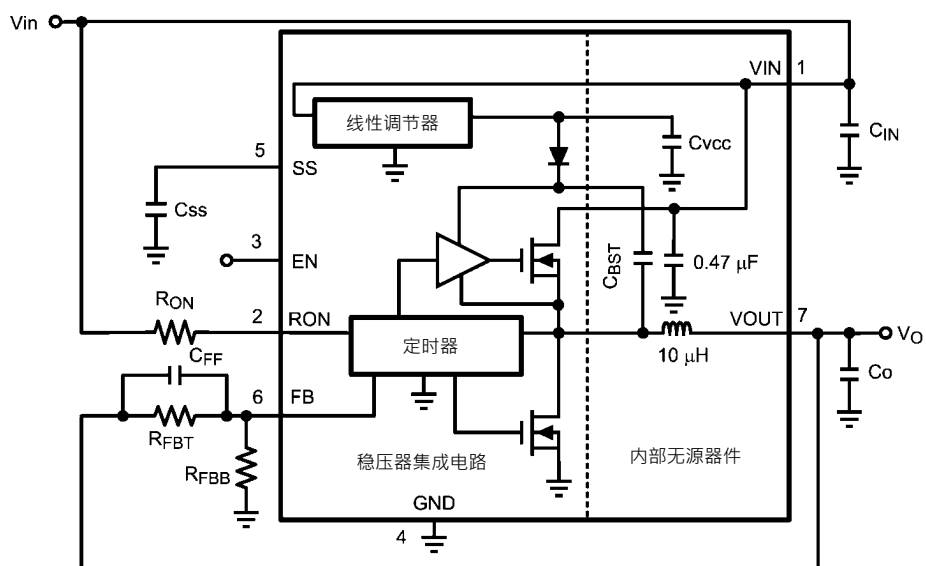 Vin
VIN
1
线性调节器
CIN
Cvcc
5
SS
Css
3
EN
CBST
0.47 μF
RON
2
RON
定时器
VOUT
7
VO
10 μH
CFF
6
FB
Co
RFBT
RFBB
稳压器集成电路
内部无源器件
GND
4